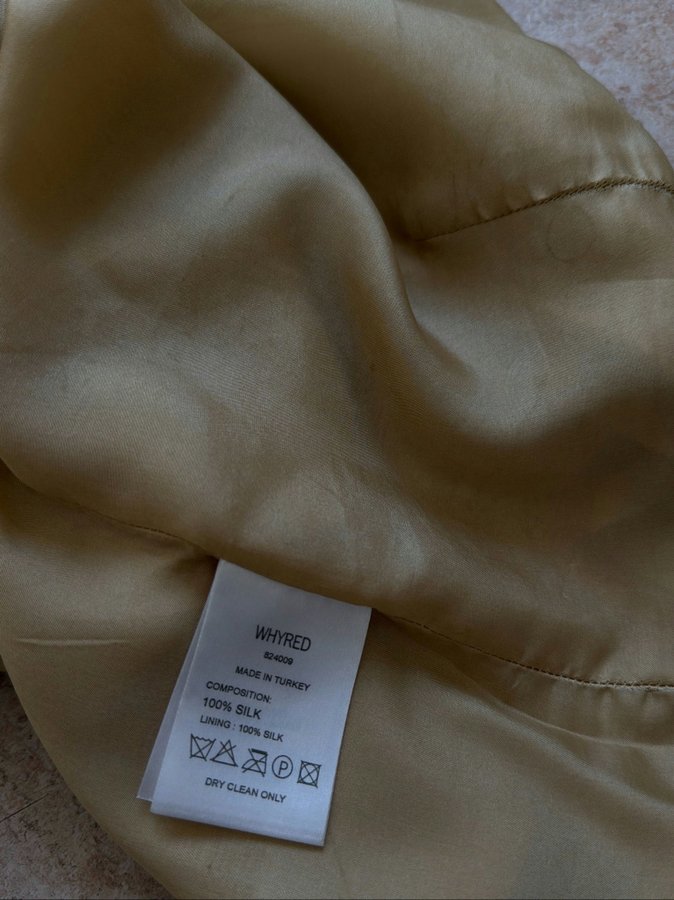 WHYRED
824009
MADE IN TURKEY
COMPOSITION:
100% SILK
LINING : 100% SILK
P
DRY CLEAN ONLY